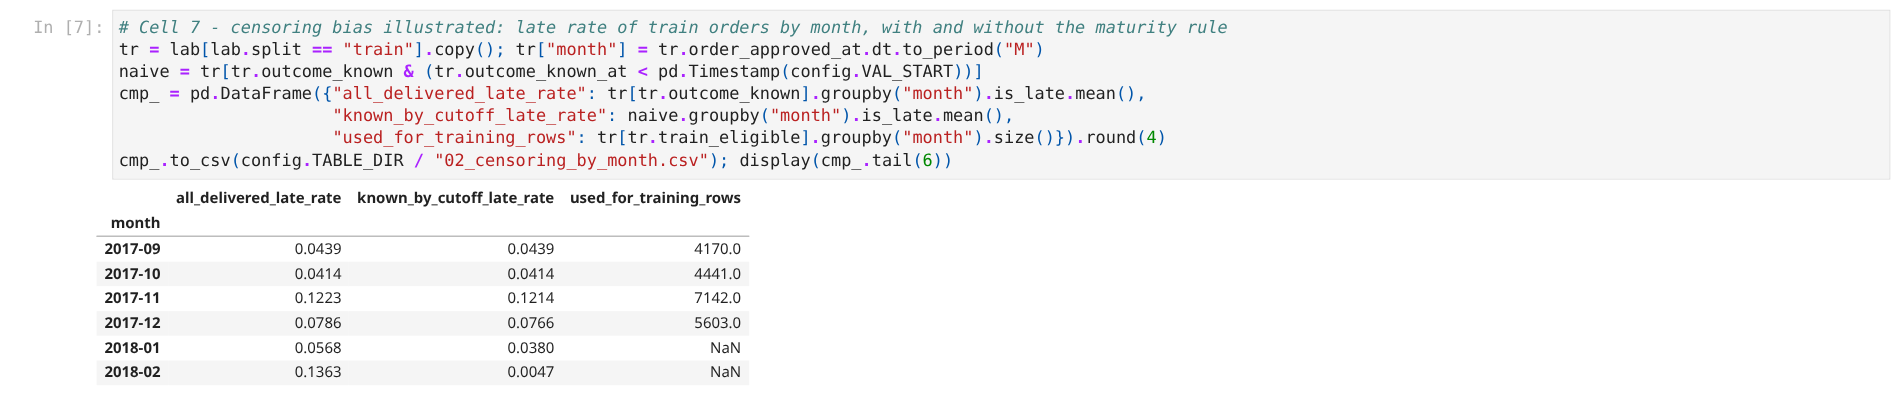 In [7]:
# Cell 7 - censoring bias illustrated: late rate of train orders by month, with and without the maturity rule
tr = lab[lab.split == "train"].copy(); tr["month"] = tr.order_approved_at.dt.to_period("M")
naive = tr[tr.outcome_known & (tr.outcome_known_at < pd.Timestamp(config.VAL_START))]
cmp_ = pd.DataFrame({"all_delivered_late_rate": tr[tr.outcome_known].groupby("month").is_late.mean(),
                     "known_by_cutoff_late_rate": naive.groupby("month").is_late.mean(),
                     "used_for_training_rows": tr[tr.train_eligible].groupby("month").size()}).round(4)
cmp_.to_csv(config.TABLE_DIR / "02_censoring_by_month.csv"); display(cmp_.tail(6))
all_delivered_late_rate known_by_cutoff_late_rate used_for_training_rows
month
2017-09 0.0439 0.0439 4170.0
2017-10 0.0414 0.0414 4441.0
2017-11 0.1223 0.1214 7142.0
2017-12 0.0786 0.0766 5603.0
2018-01 0.0568 0.0380 NaN
2018-02 0.1363 0.0047 NaN